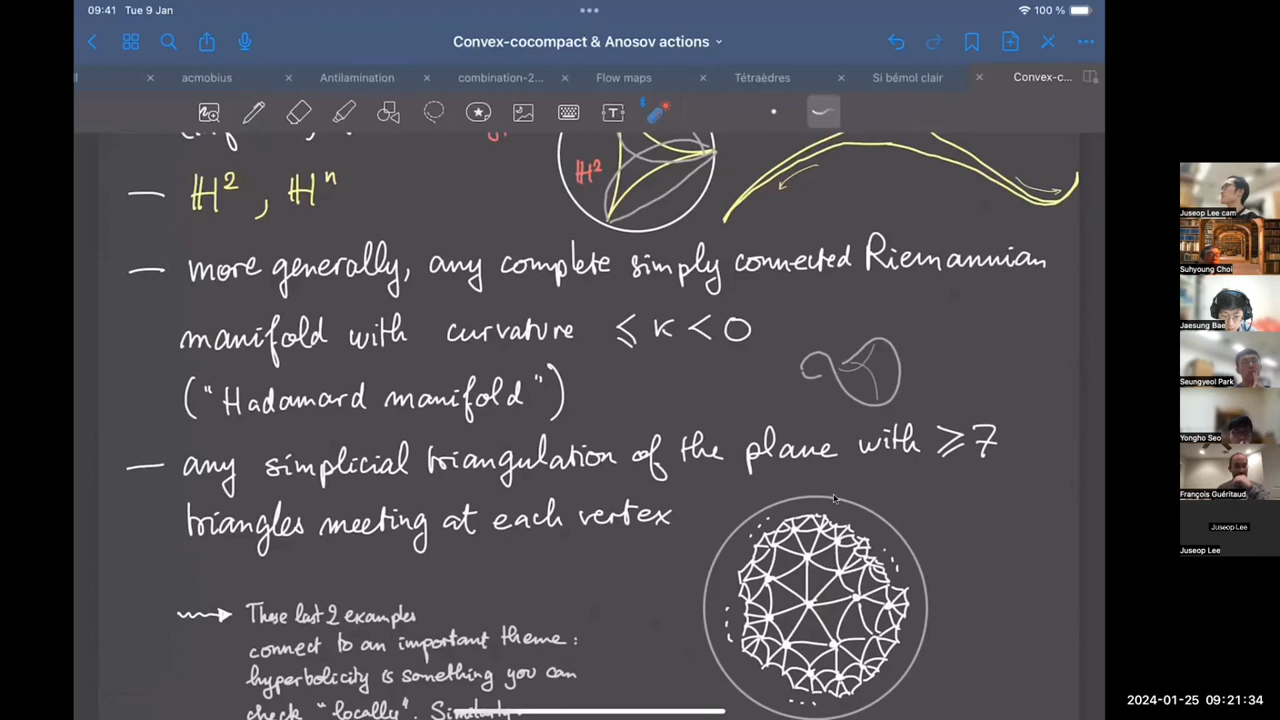 09:41 Tue 9 Jan
100 %
Convex-cocompact & Anosov actions
ll
acmobius
Antilamination
combination-2...
Flow maps
Tétraèdres
Si bémol clair
Convex-c...
ℍ²
— ℍ² , ℍⁿ
— more generally, any complete simply connected Riemannian
manifold with curvature ≤ κ < 0
("Hadamard manifold")
— any simplicial triangulation of the plane with ≥ 7
triangles meeting at each vertex
These last 2 examples
connect to an important theme :
hyperbolicity is something you can
check "locally". Similarly,
Juseop Lee cam
Suhyoung Choi
Jaesung Bae
Seungyeol Park
Yongho Seo
François Guéritaud
Juseop Lee
Juseop Lee
2024-01-25 09:21:34